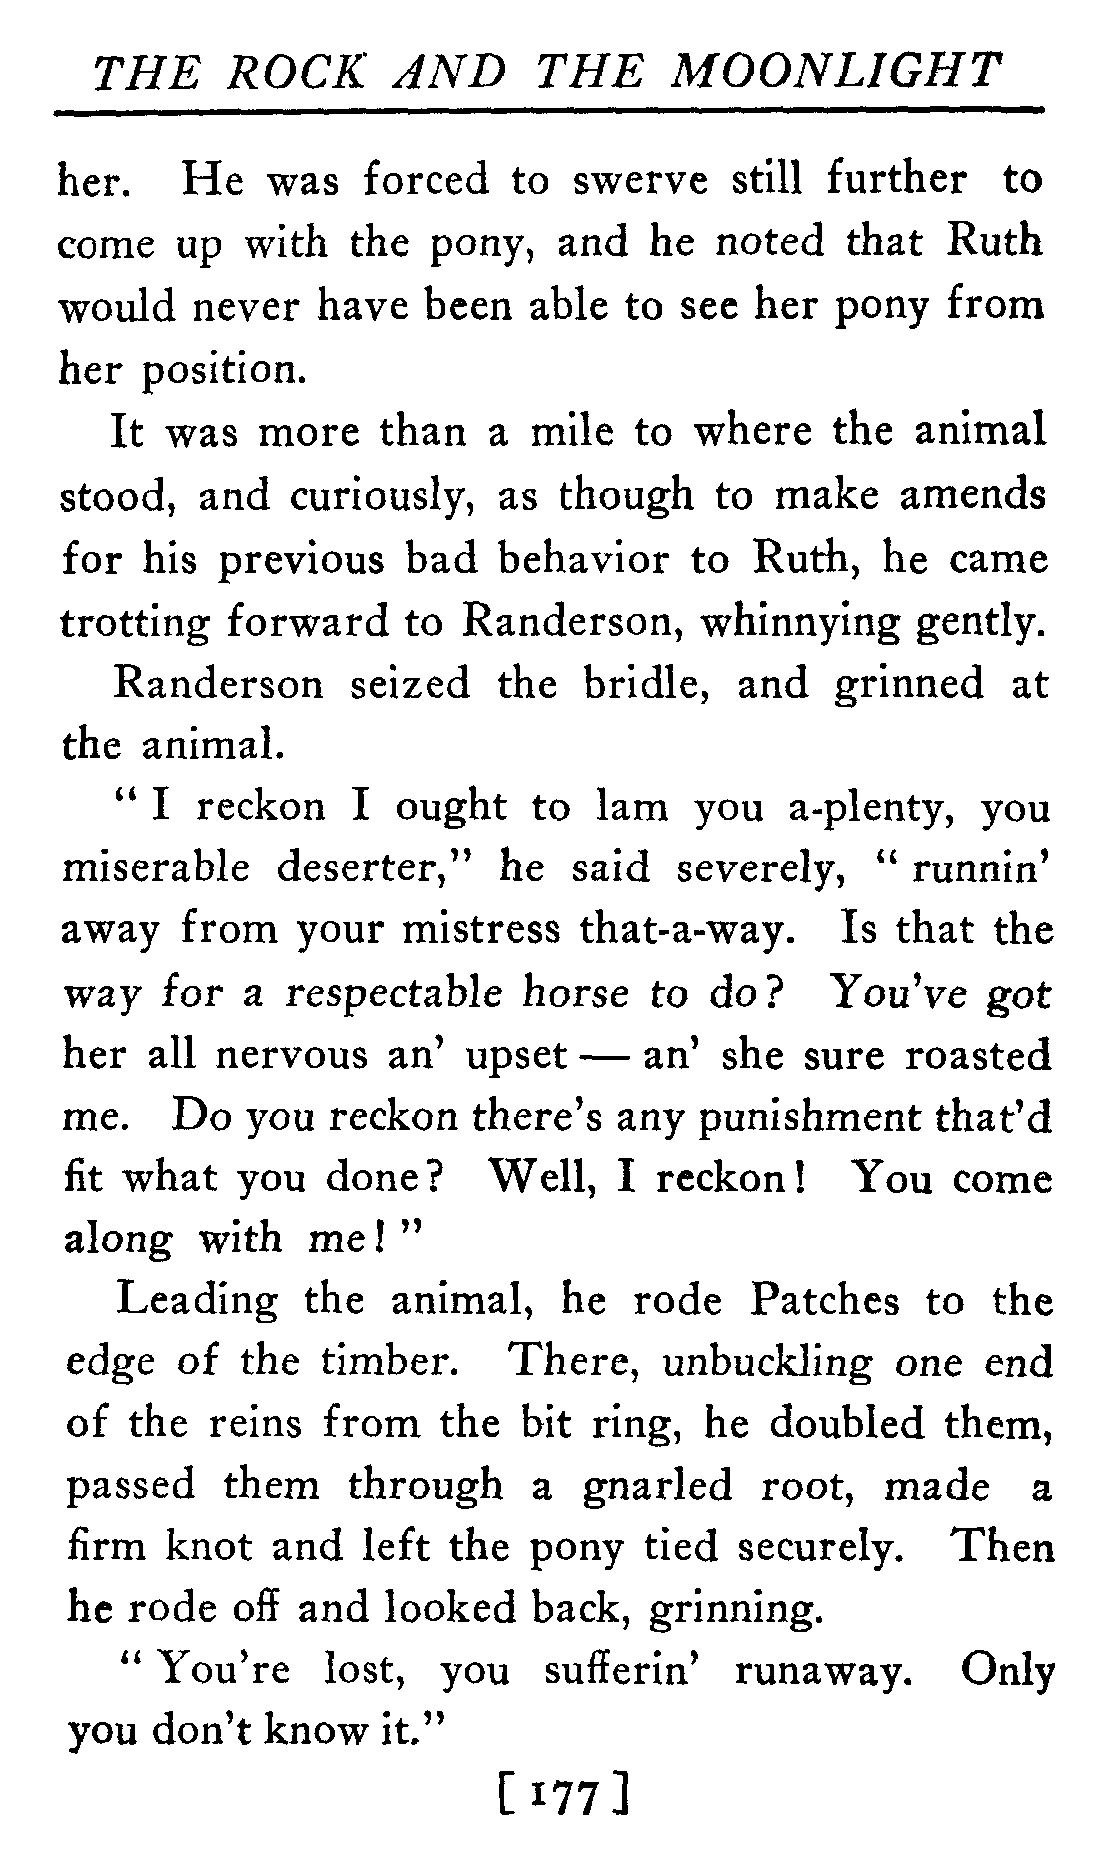 THE ROCK AND THE MOONLIGHT
her. He was forced to swerve still further to
come up with the pony, and he noted that Ruth
would never have been able to see her pony from
her position.
It was more than a mile to where the animal
stood, and curiously, as though to make amends
for his previous bad behavior to Ruth, he came
trotting forward to Randerson, whinnying gently.
Randerson seized the bridle, and grinned at
the animal.
“ I reckon I ought to lam you a-plenty, you
miserable deserter,” he said severely, “ runnin’
away from your mistress that-a-way. Is that the
way for a respectable horse to do? You’ve got
her all nervous an’ upset — an’ she sure roasted
me. Do you reckon there’s any punishment that’d
fit what you done? Well, I reckon! You come
along with me! ”
Leading the animal, he rode Patches to the
edge of the timber. There, unbuckling one end
of the reins from the bit ring, he doubled them,
passed them through a gnarled root, made a
firm knot and left the pony tied securely. Then
he rode off and looked back, grinning.
“ You’re lost, you sufferin’ runaway. Only
you don’t know it.”
[ 177 ]